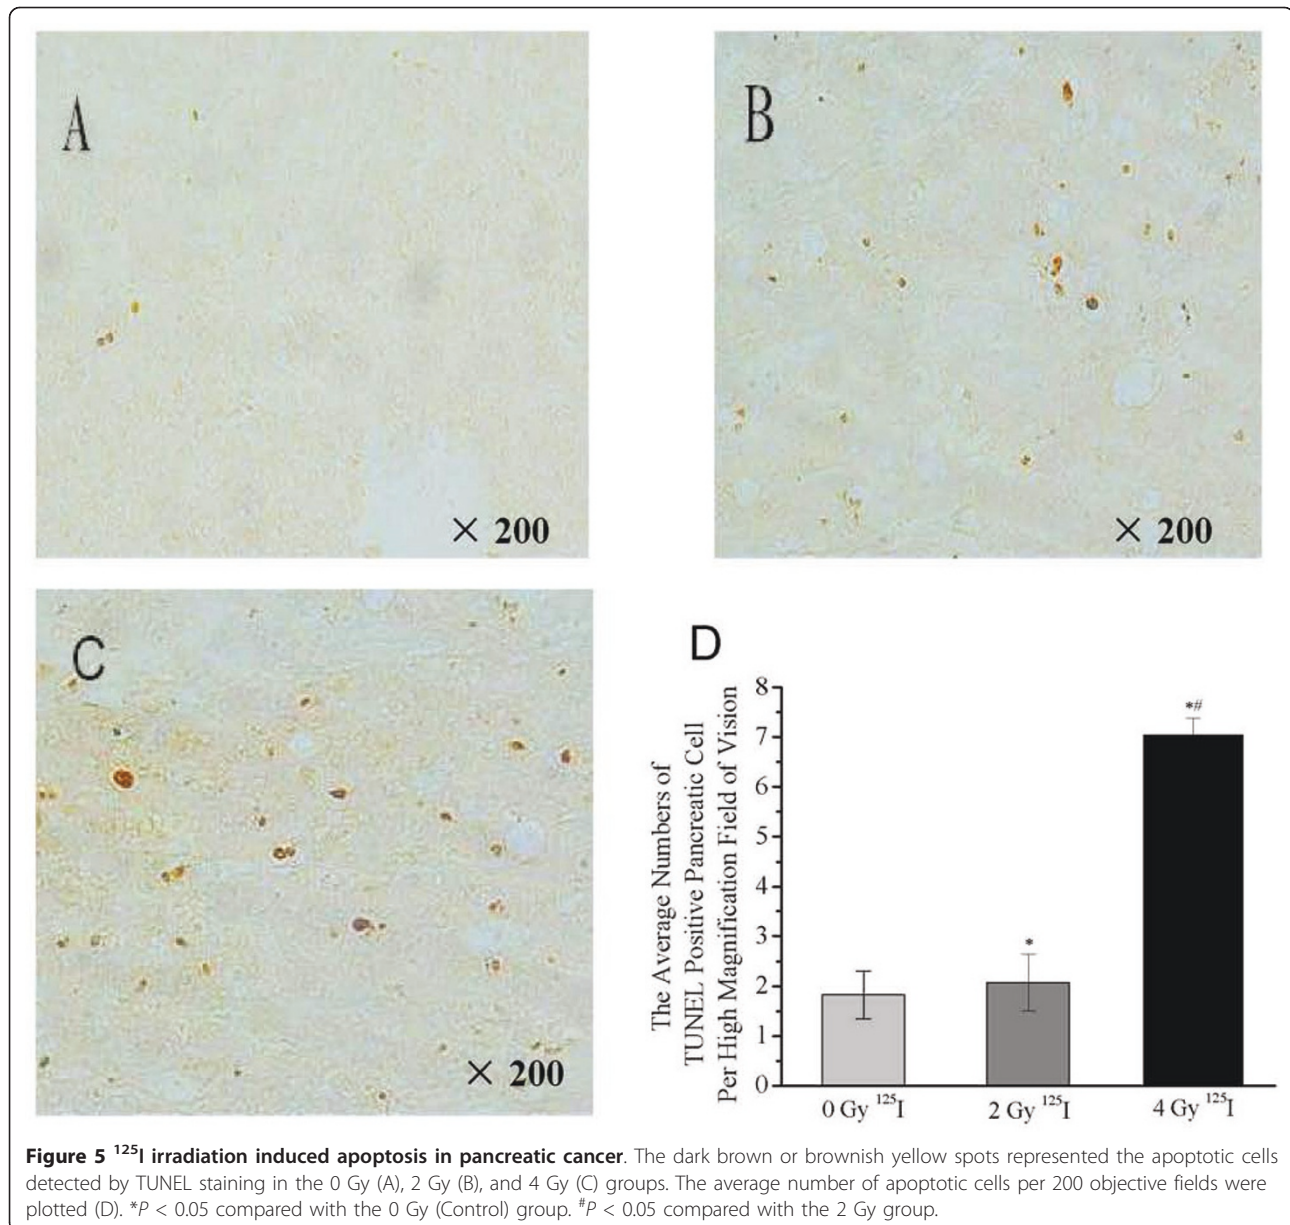 A
× 200
B
× 200
C
× 200
D
The Average Numbers of
TUNEL Positive Pancreatic Cell
Per High Magnification Field of Vision
8
7
6
5
4
3
2
1
0
*
*#
0 Gy ¹²⁵I
2 Gy ¹²⁵I
4 Gy ¹²⁵I
Figure 5 ¹²⁵I irradiation induced apoptosis in pancreatic cancer. The dark brown or brownish yellow spots represented the apoptotic cells
detected by TUNEL staining in the 0 Gy (A), 2 Gy (B), and 4 Gy (C) groups. The average number of apoptotic cells per 200 objective fields were
plotted (D). *P < 0.05 compared with the 0 Gy (Control) group. #P < 0.05 compared with the 2 Gy group.